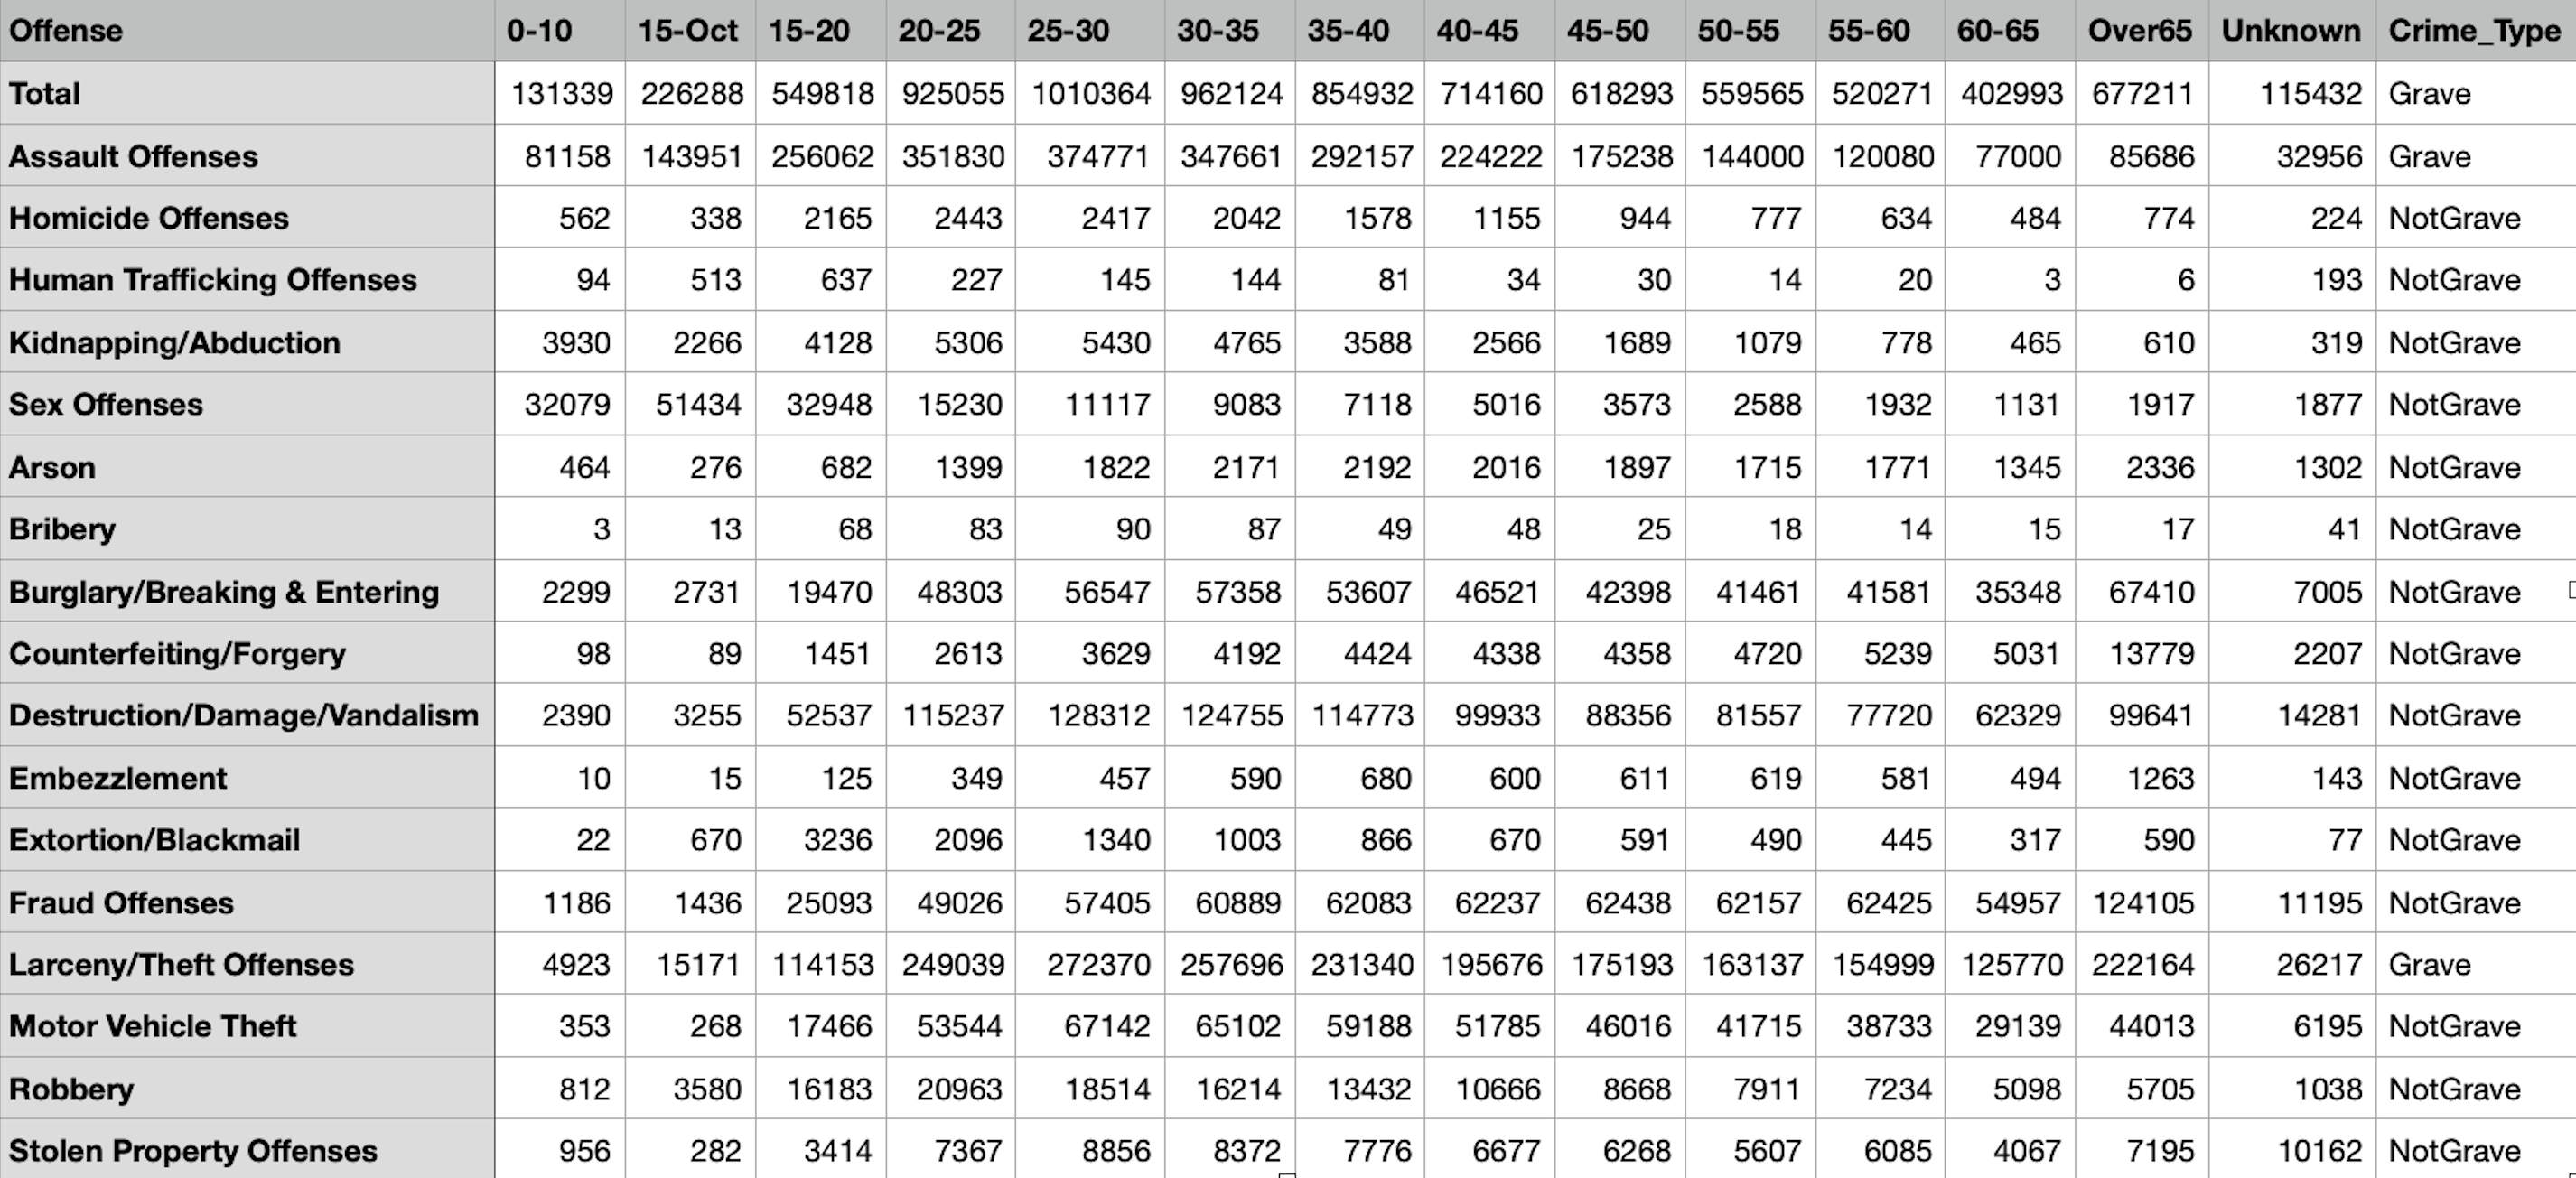 Offense 0-10 15-Oct 15-20 20-25 25-30 30-35 35-40 40-45 45-50 50-55 55-60 60-65 Over65 Unknown Crime_Type
Total 131339 226288 549818 925055 1010364 962124 854932 714160 618293 559565 520271 402993 677211 115432 Grave
Assault Offenses 81158 143951 256062 351830 374771 347661 292157 224222 175238 144000 120080 77000 85686 32956 Grave
Homicide Offenses 562 338 2165 2443 2417 2042 1578 1155 944 777 634 484 774 224 NotGrave
Human Trafficking Offenses 94 513 637 227 145 144 81 34 30 14 20 3 6 193 NotGrave
Kidnapping/Abduction 3930 2266 4128 5306 5430 4765 3588 2566 1689 1079 778 465 610 319 NotGrave
Sex Offenses 32079 51434 32948 15230 11117 9083 7118 5016 3573 2588 1932 1131 1917 1877 NotGrave
Arson 464 276 682 1399 1822 2171 2192 2016 1897 1715 1771 1345 2336 1302 NotGrave
Bribery 3 13 68 83 90 87 49 48 25 18 14 15 17 41 NotGrave
Burglary/Breaking & Entering 2299 2731 19470 48303 56547 57358 53607 46521 42398 41461 41581 35348 67410 7005 NotGrave
Counterfeiting/Forgery 98 89 1451 2613 3629 4192 4424 4338 4358 4720 5239 5031 13779 2207 NotGrave
Destruction/Damage/Vandalism 2390 3255 52537 115237 128312 124755 114773 99933 88356 81557 77720 62329 99641 14281 NotGrave
Embezzlement 10 15 125 349 457 590 680 600 611 619 581 494 1263 143 NotGrave
Extortion/Blackmail 22 670 3236 2096 1340 1003 866 670 591 490 445 317 590 77 NotGrave
Fraud Offenses 1186 1436 25093 49026 57405 60889 62083 62237 62438 62157 62425 54957 124105 11195 NotGrave
Larceny/Theft Offenses 4923 15171 114153 249039 272370 257696 231340 195676 175193 163137 154999 125770 222164 26217 Grave
Motor Vehicle Theft 353 268 17466 53544 67142 65102 59188 51785 46016 41715 38733 29139 44013 6195 NotGrave
Robbery 812 3580 16183 20963 18514 16214 13432 10666 8668 7911 7234 5098 5705 1038 NotGrave
Stolen Property Offenses 956 282 3414 7367 8856 8372 7776 6677 6268 5607 6085 4067 7195 10162 NotGrave